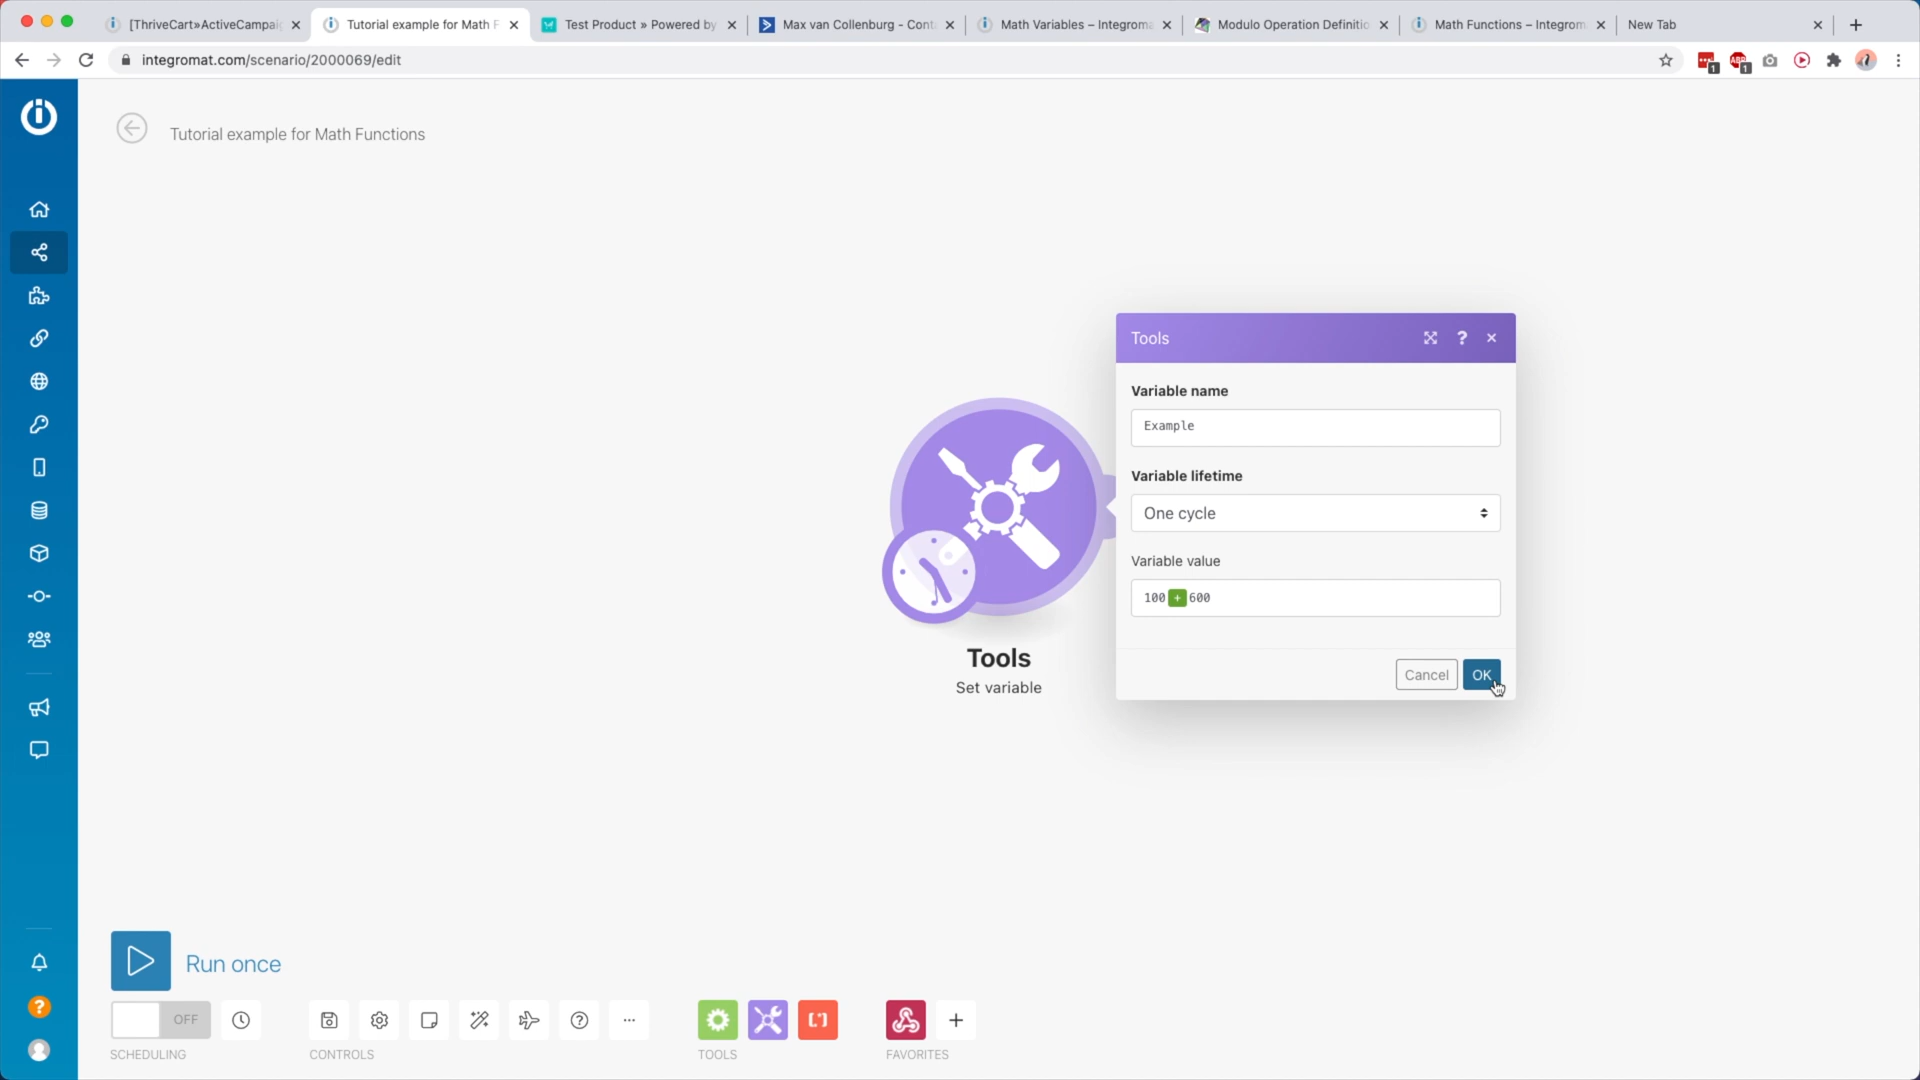 [ThriveCart»ActiveCampai
Tutorial example for Math F
Test Product » Powered by
Max van Collenburg - Cont
Math Variables – Integroma
Modulo Operation Definitio
Math Functions – Integrom
New Tab
integromat.com/scenario/2000069/edit
1
ABP
1
Tutorial example for Math Functions
Tools
Variable name
Example
Variable lifetime
One cycle
Variable value
100 + 600
Cancel
OK
Tools
Set variable
Run once
OFF
SCHEDULING
CONTROLS
TOOLS
FAVORITES